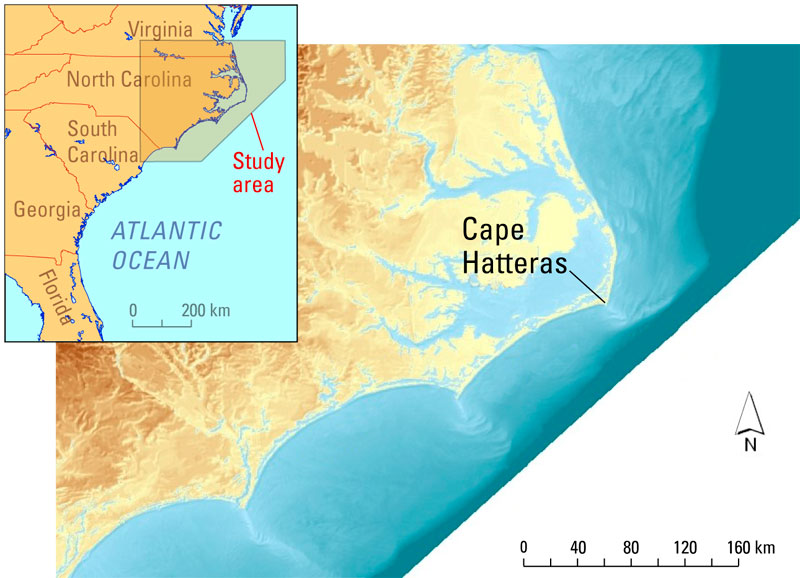 Virginia
North Carolina
South
Carolina
Study
area
Georgia
ATLANTIC
OCEAN
Florida
0 200 km
Cape
Hatteras
N
0 40 80 120 160 km